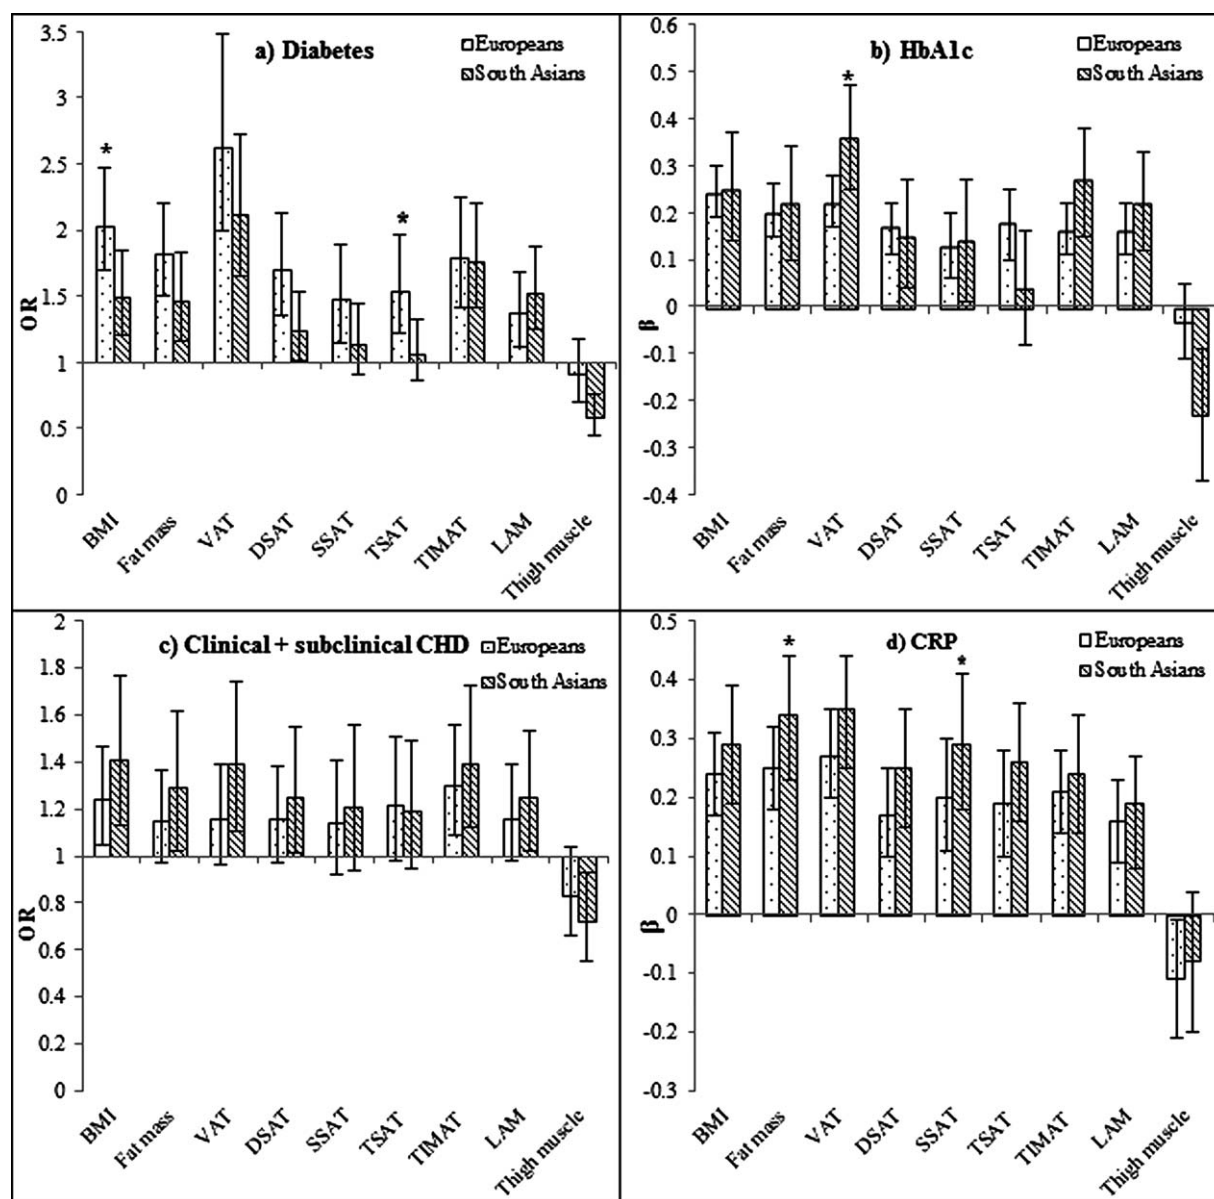 a) Diabetes
Europeans
South Asians
3.5
3
2.5
2
1.5
1
0.5
0
OR
*
*
BMI
Fat mass
VAT
DSAT
SSAT
TSAT
TIMAT
LAM
Thigh muscle
b) HbA1c
Europeans
South Asians
0.6
0.5
0.4
0.3
0.2
0.1
0
-0.1
-0.2
-0.3
-0.4
β
*
BMI
Fat mass
VAT
DSAT
SSAT
TSAT
TIMAT
LAM
Thigh muscle
c) Clinical + subclinical CHD
Europeans
South Asians
2
1.8
1.6
1.4
1.2
1
0.8
0.6
0.4
0.2
0
OR
BMI
Fat mass
VAT
DSAT
SSAT
TSAT
TIMAT
LAM
Thigh muscle
d) CRP
Europeans
South Asians
0.5
0.4
0.3
0.2
0.1
0
-0.1
-0.2
-0.3
β
*
*
BMI
Fat mass
VAT
DSAT
SSAT
TSAT
TIMAT
LAM
Thigh muscle